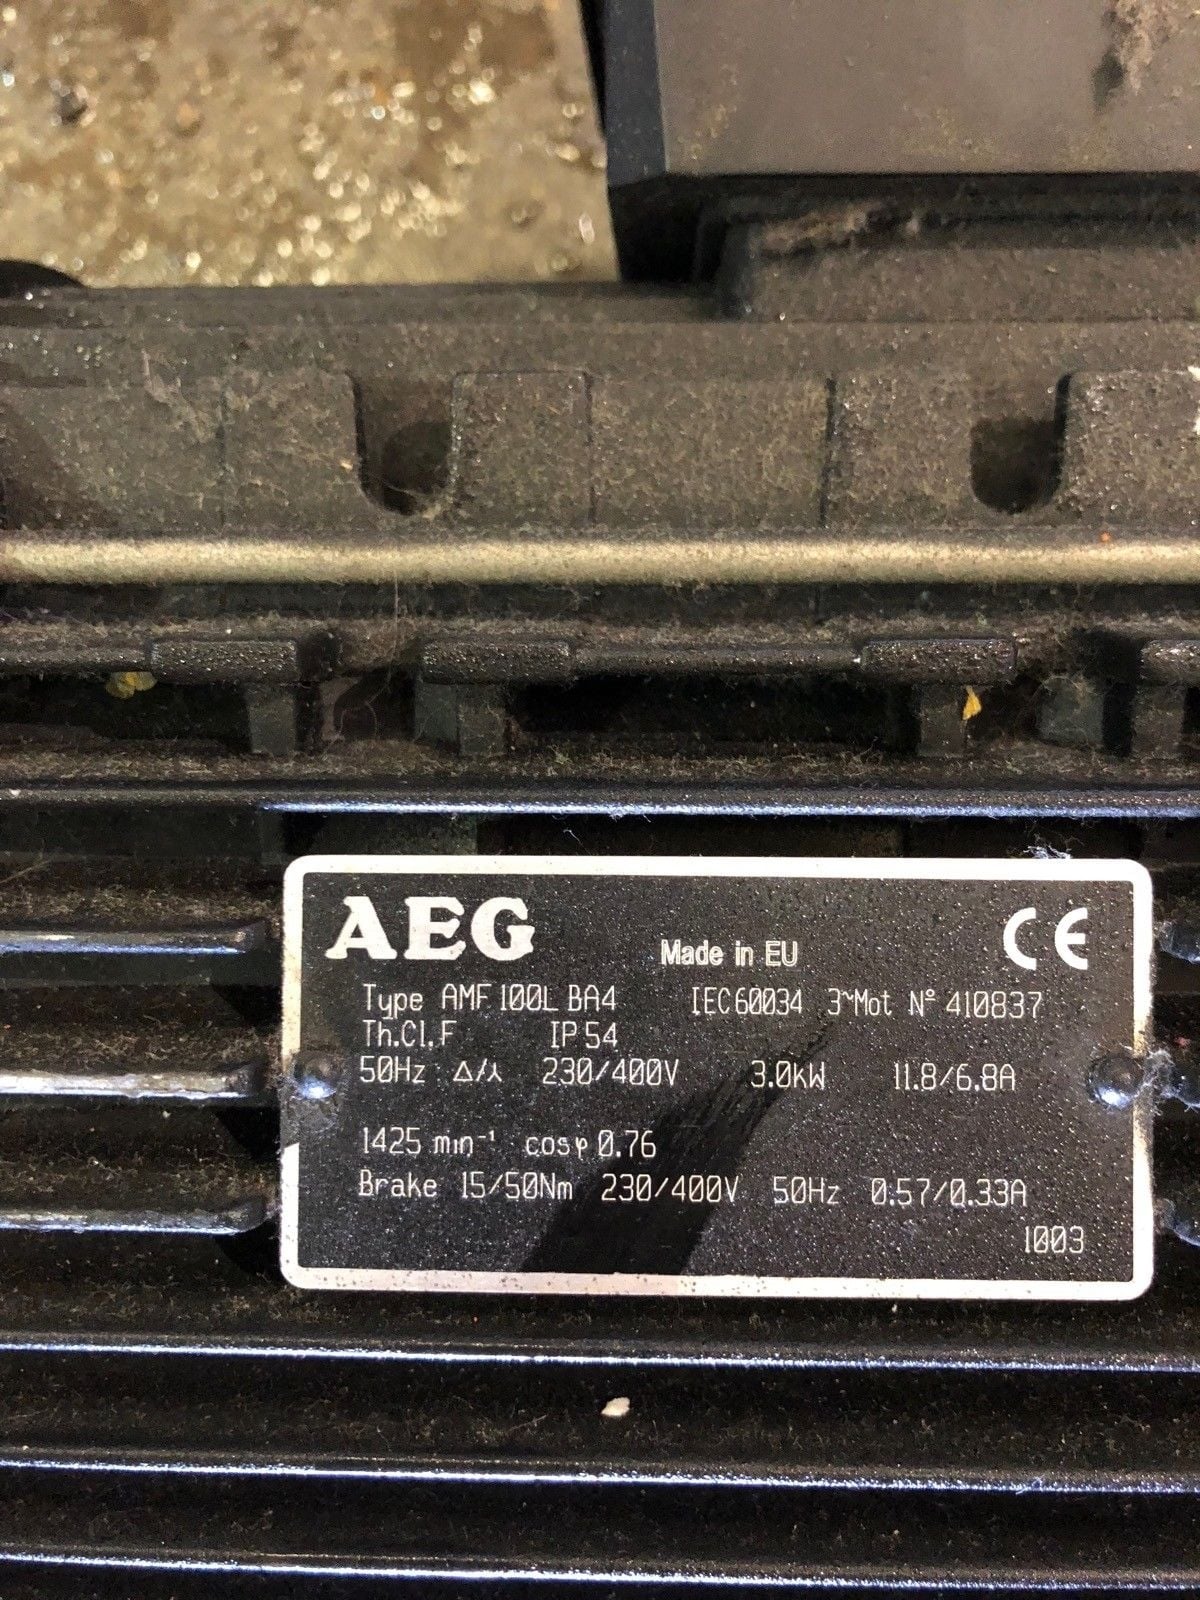 AEG
Made in EU
CE
Type AMF 100L BA4 IEC60034 3~Mot Nº 410837
Th.Cl.F IP 54
50Hz Δ/⅄ 230/400V 3.0kW 11.8/6.8A
1425 min⁻¹ cosφ 0.76
Brake 15/50Nm 230/400V 50Hz 0.57/0.33A
1003